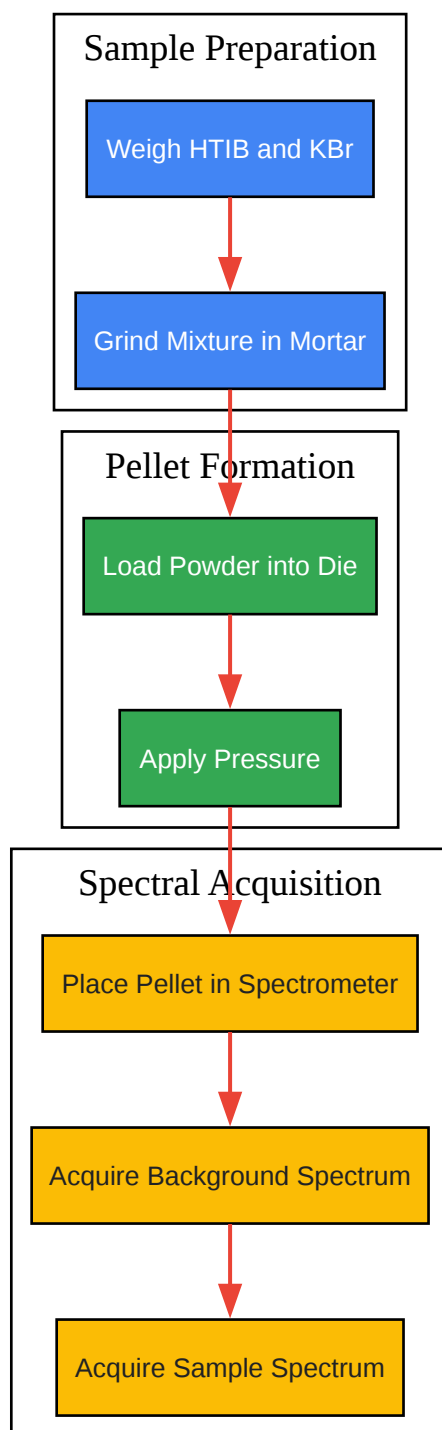 Sample Preparation
Weigh HTIB and KBr
Grind Mixture in Mortar
Pellet Formation
Load Powder into Die
Apply Pressure
Spectral Acquisition
Place Pellet in Spectrometer
Acquire Background Spectrum
Acquire Sample Spectrum